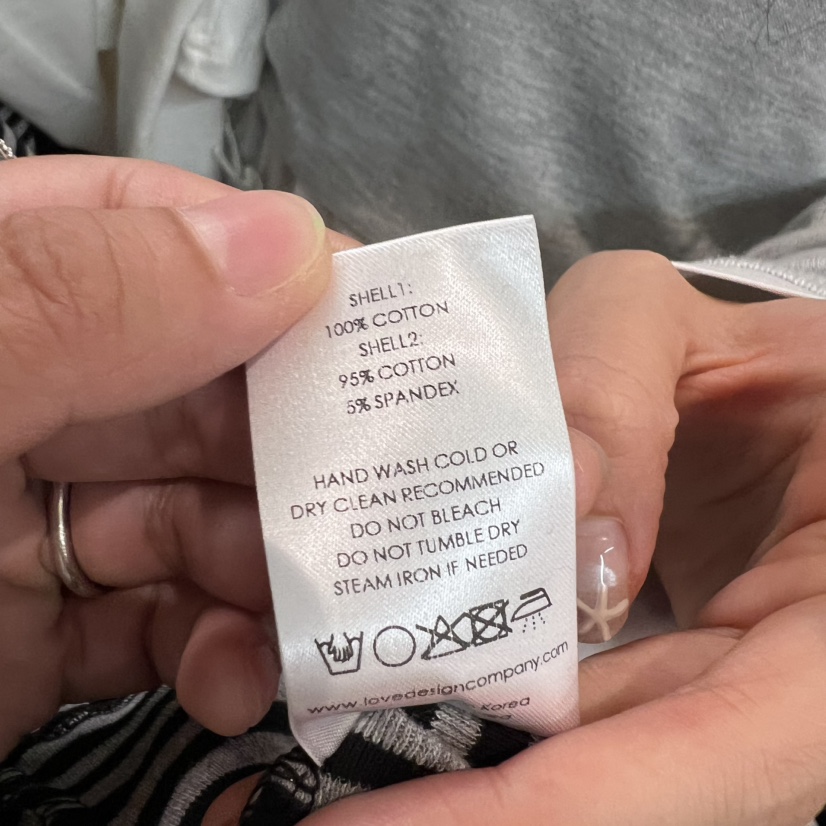 SHELL1:
100% COTTON
SHELL2:
95% COTTON
5% SPANDEX
HAND WASH COLD OR
DRY CLEAN RECOMMENDED
DO NOT BLEACH
DO NOT TUMBLE DRY
STEAM IRON IF NEEDED
www.lovedesigncompany.com
Korea